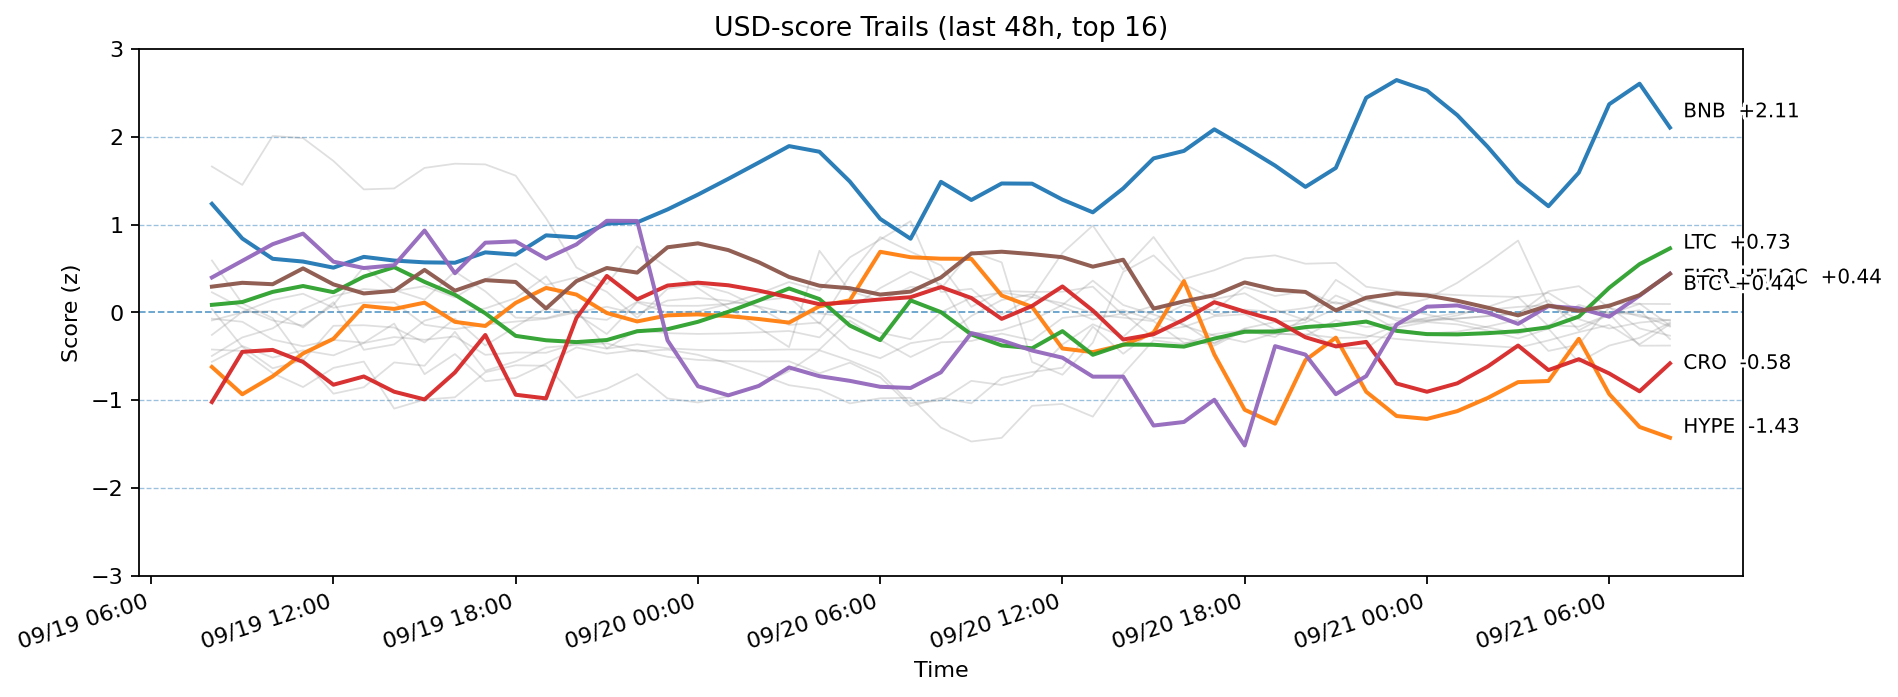 USD-score Trails (last 48h, top 16)
3
2
1
0
−1
−2
−3
Score (z)
BNB +2.11
LTC +0.73
+0.44
BTC +0.44
CRO -0.58
HYPE -1.43
09/19 06:00
09/19 12:00
09/19 18:00
09/20 00:00
09/20 06:00
09/20 12:00
09/20 18:00
09/21 00:00
09/21 06:00
Time